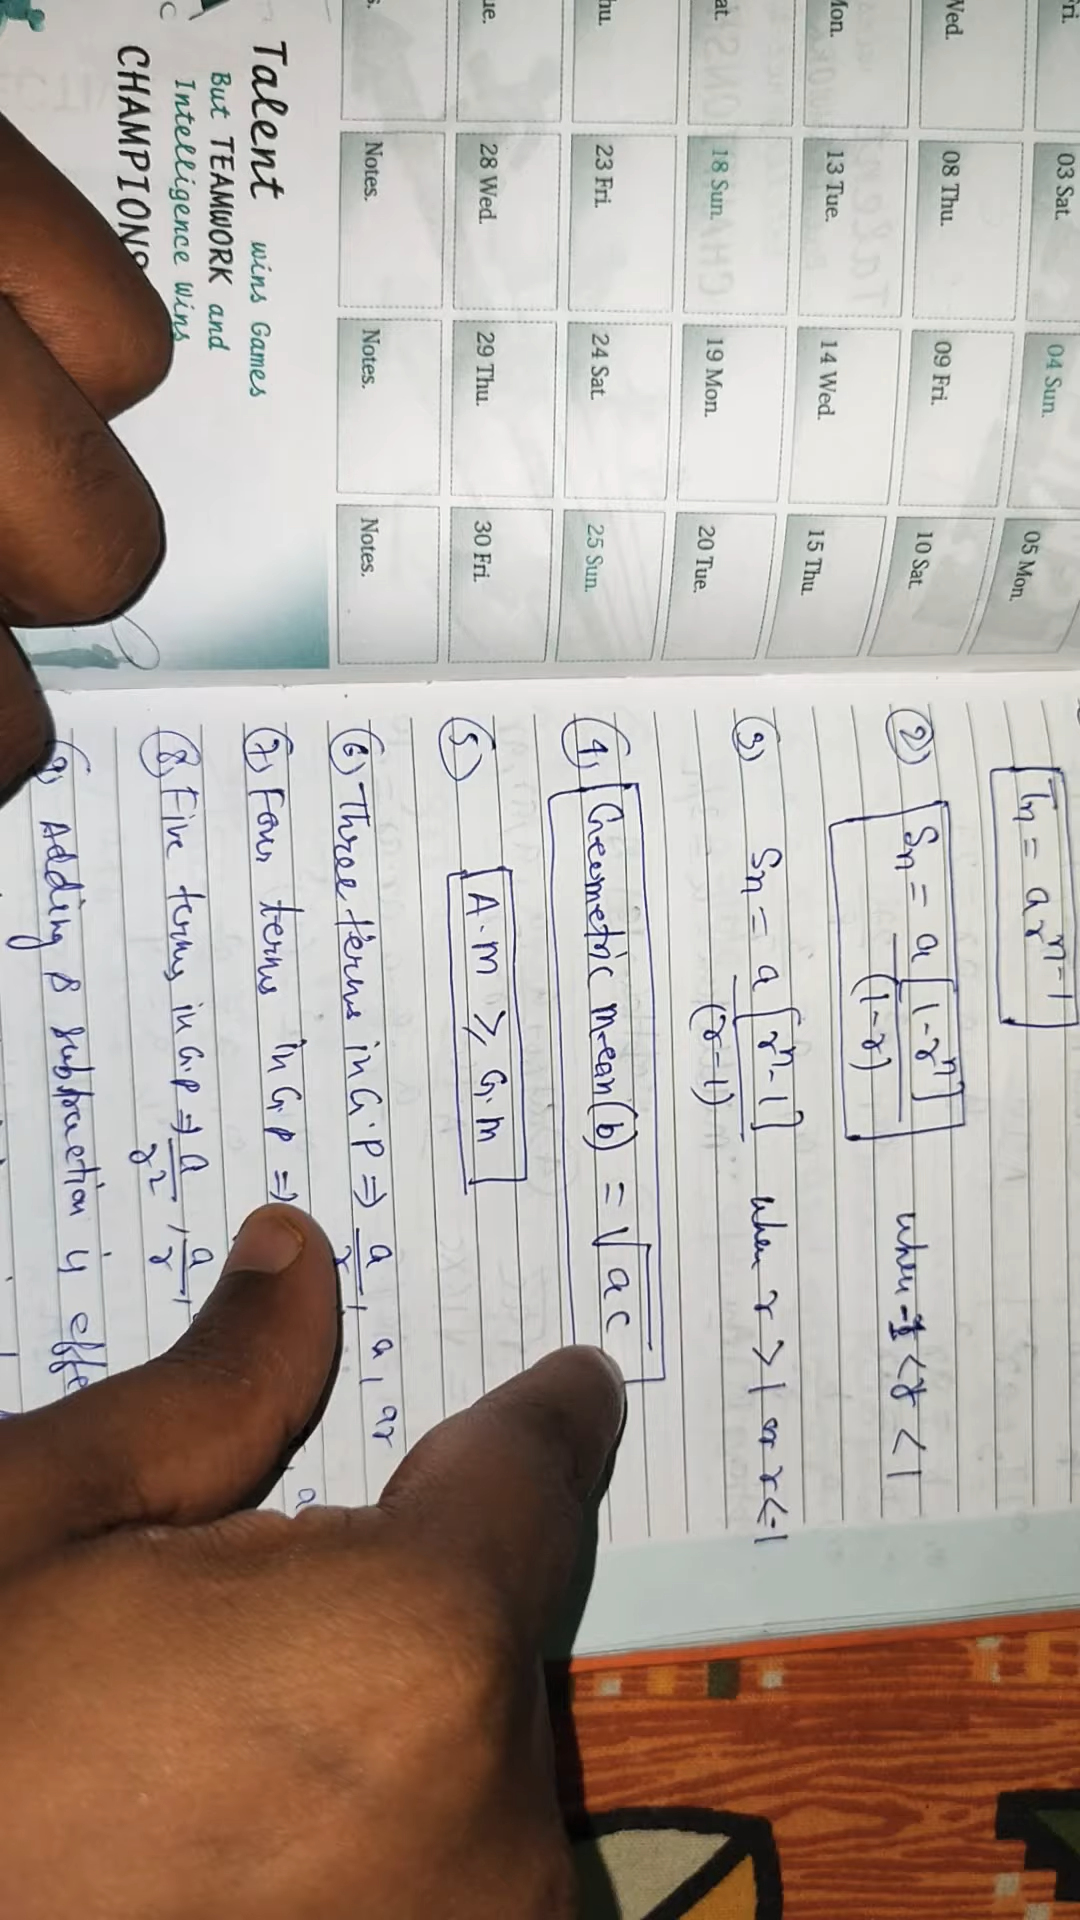 03 Sat.
04 Sun.
05 Mon.
Wed.
08 Thu.
09 Fri.
10 Sat.
Mon.
13 Tue.
14 Wed.
15 Thu.
18 Sun.
19 Mon.
20 Tue.
23 Fri.
24 Sat.
25 Sun.
28 Wed.
29 Thu.
30 Fri.
Notes.
Notes.
Notes.
Talent wins Games
But TEAMWORK and
Intelligence wins
CHAMPIONS
Tn = ar^n-1
2) Sn = a[1-r^n]/(1-r) when -1<r<1
3) Sn = a[r^n-1]/(r-1) when r>1 or r<-1
4) Geometric mean(b) = √ac
5) A.M ≥ G.M
6) Three terms in G.P ⇒ a/r, a, ar
7) Four terms in G.P ⇒
8) Five terms in G.P ⇒ a/r², a/r,
9) Adding & subtraction is